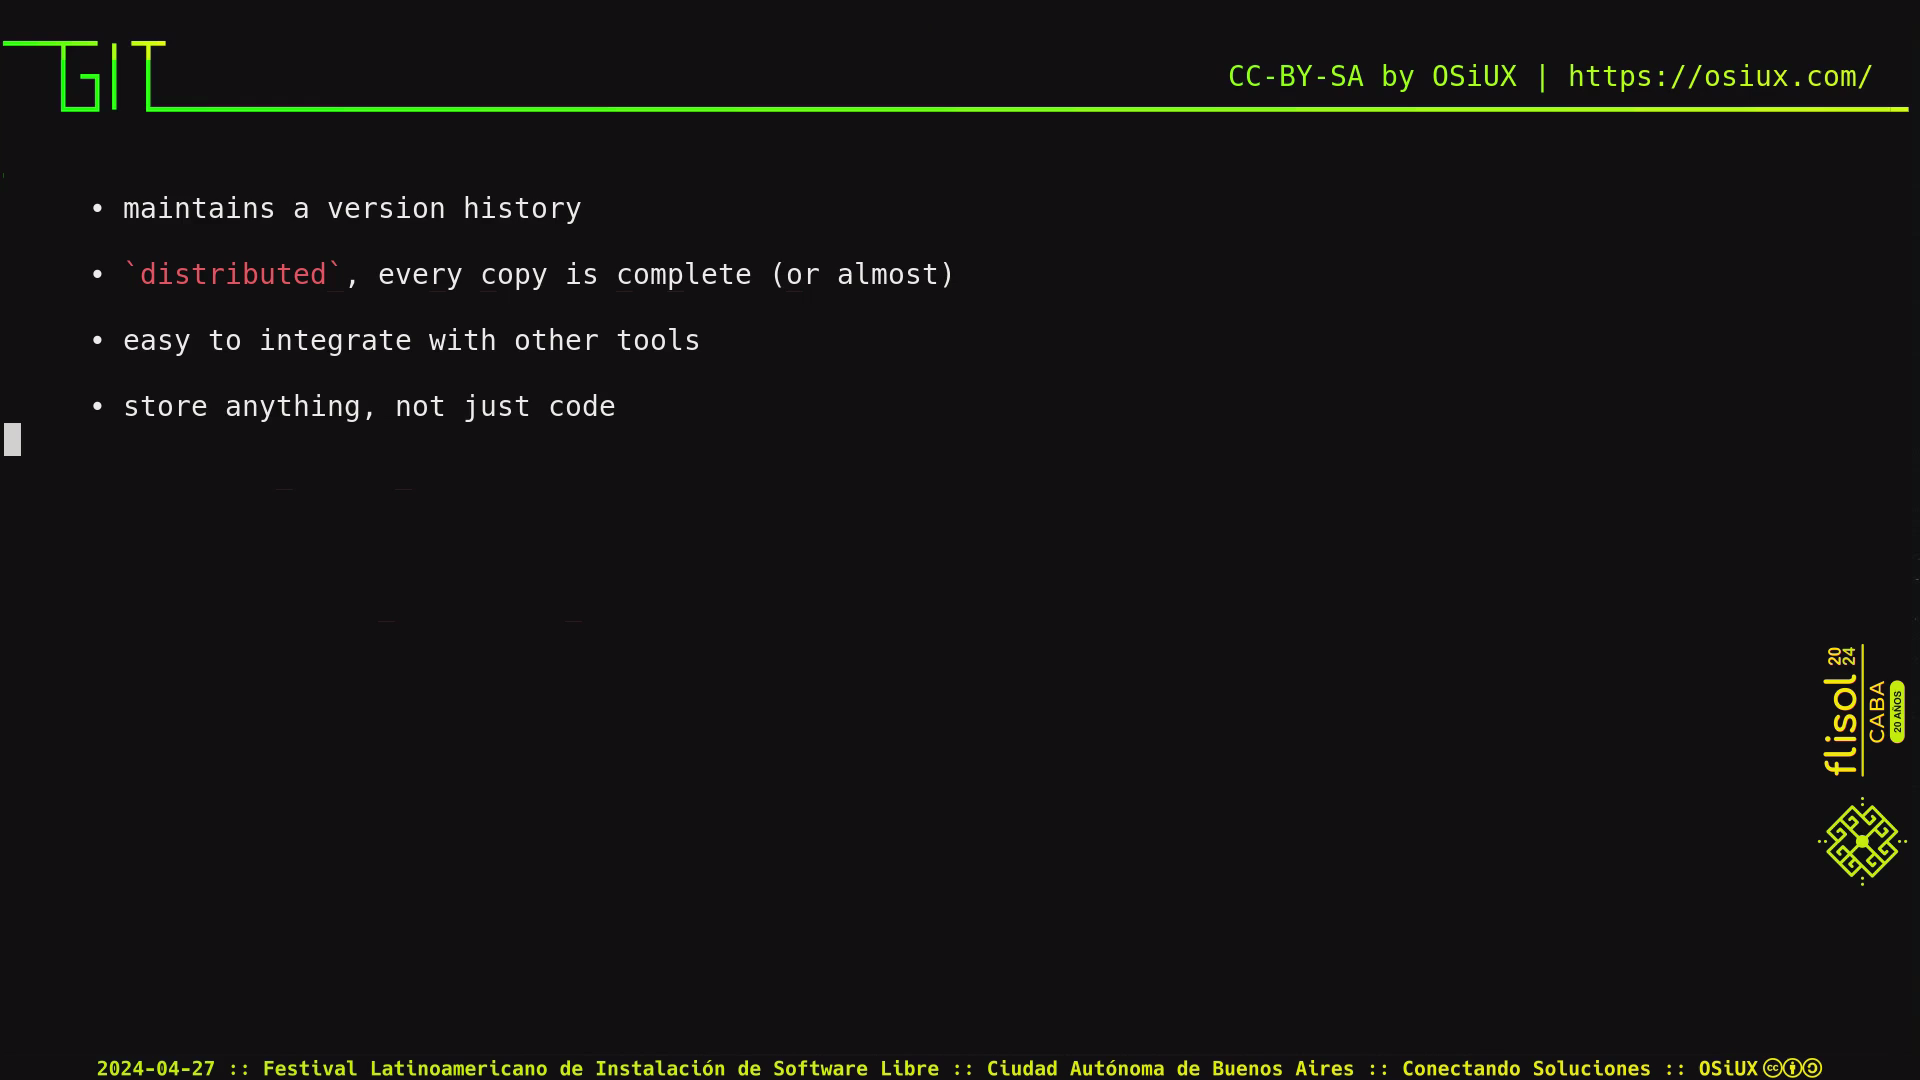 GIT
CC-BY-SA by OSiUX | https://osiux.com/
• maintains a version history
• `distributed`, every copy is complete (or almost)
• easy to integrate with other tools
• store anything, not just code
flisol 2024
CABA
20 AÑOS
2024-04-27 :: Festival Latinoamericano de Instalación de Software Libre :: Ciudad Autónoma de Buenos Aires :: Conectando Soluciones :: OSiUX